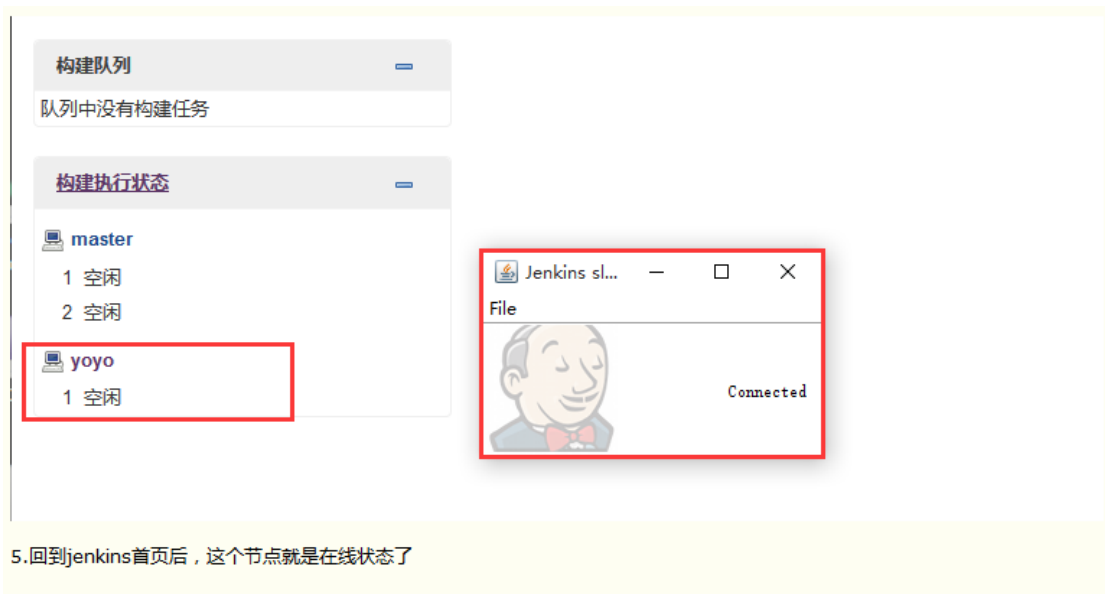 构建队列
队列中没有构建任务
构建执行状态
master
1 空闲
2 空闲
yoyo
1 空闲
Jenkins sl...
File
Connected
5.回到jenkins首页后，这个节点就是在线状态了